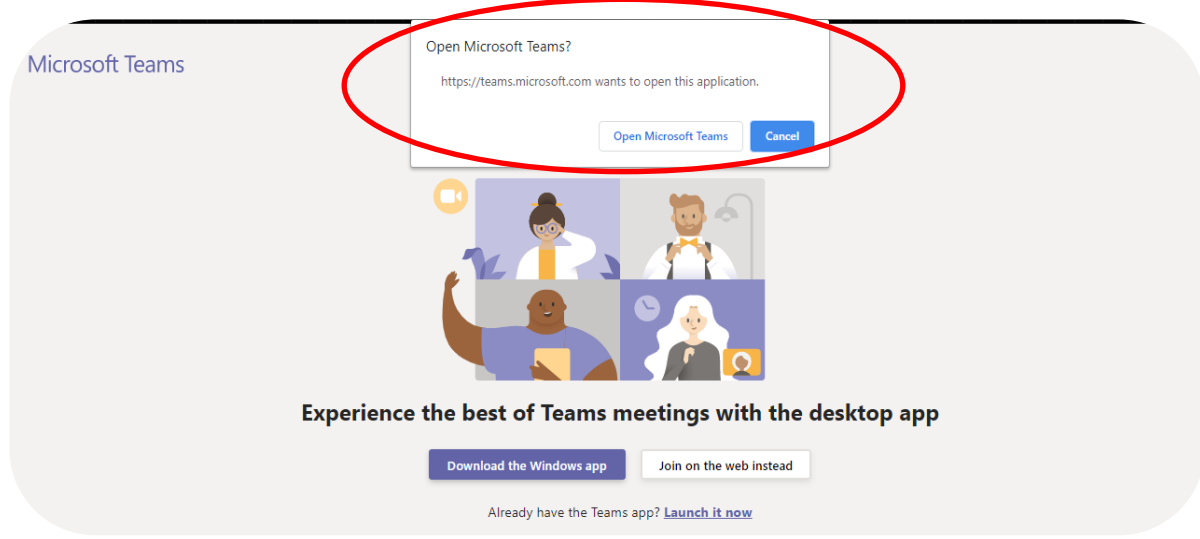 Microsoft Teams
Open Microsoft Teams?
https://teams.microsoft.com wants to open this application.
Open Microsoft Teams Cancel
Experience the best of Teams meetings with the desktop app
Download the Windows app Join on the web instead
Already have the Teams app? Launch it now